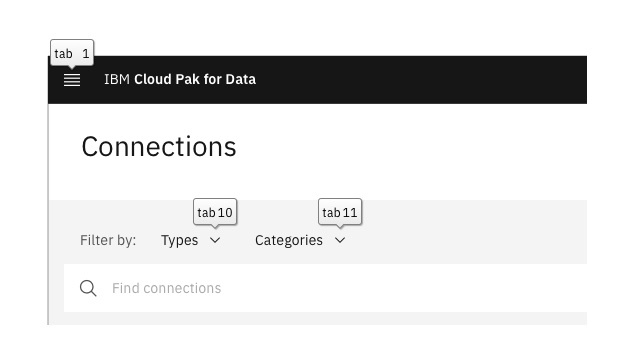 tab 1
IBM Cloud Pak for Data
Connections
tab 10 tab 11
Filter by: Types Categories
Find connections